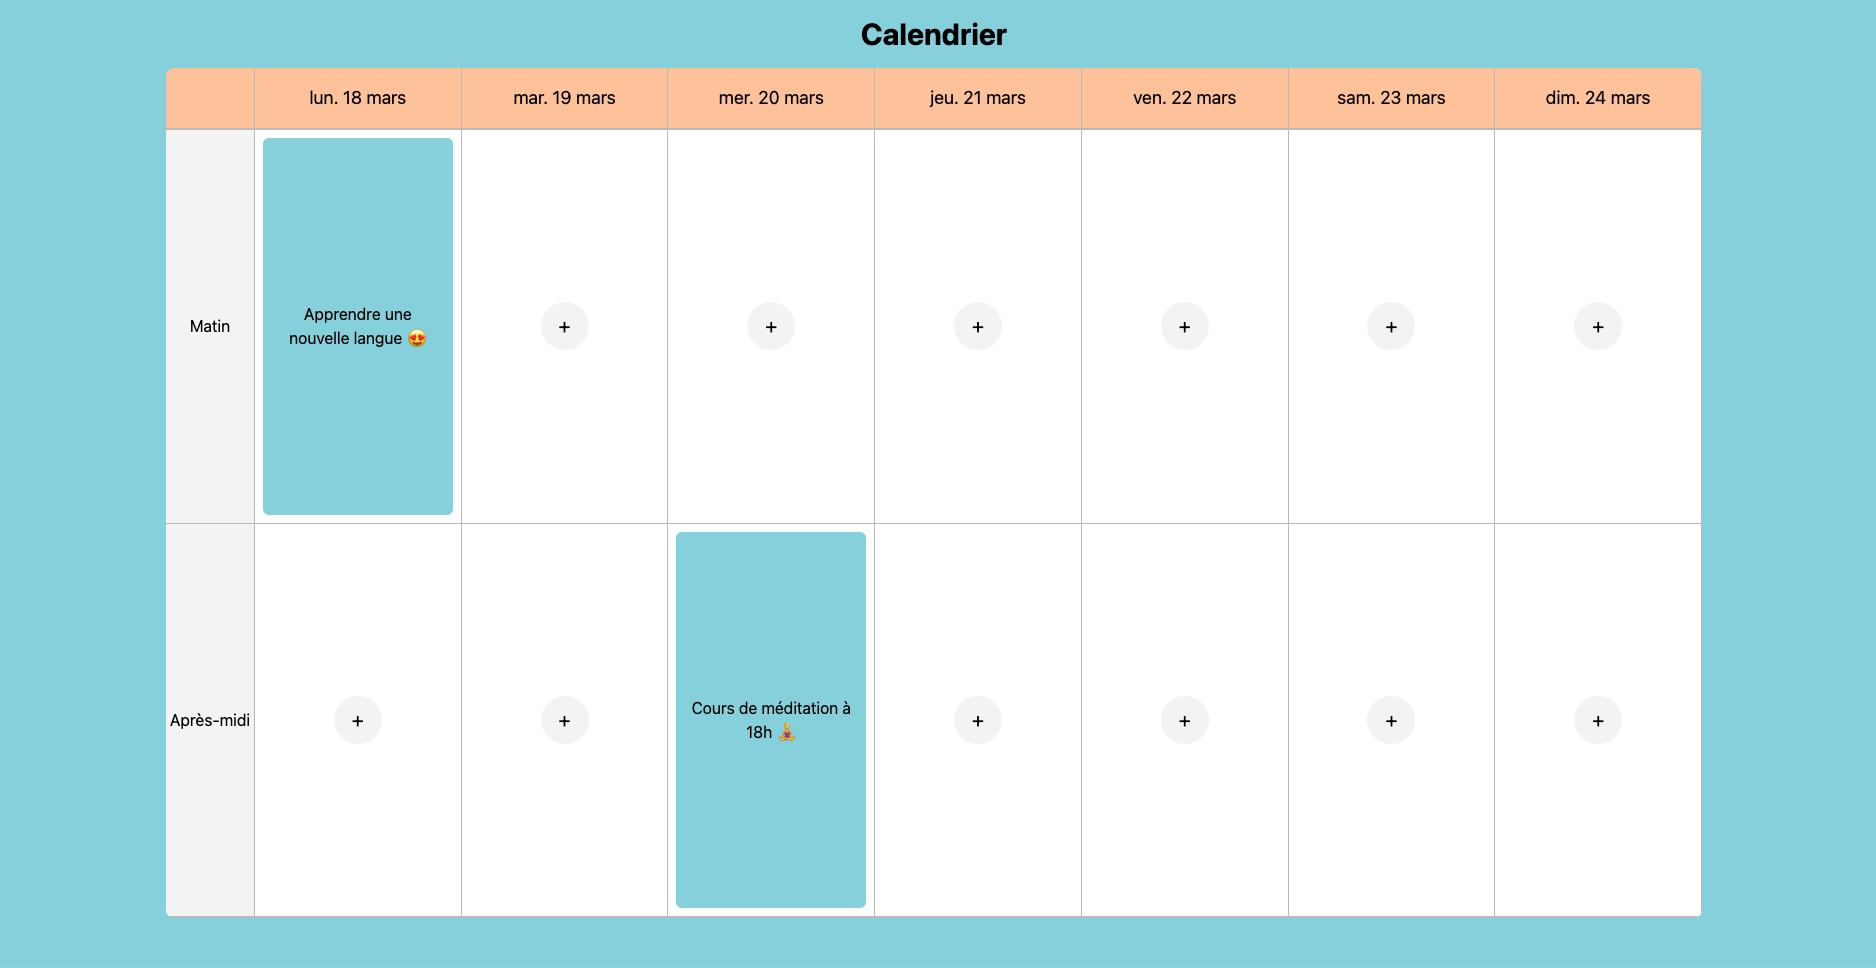 Calendrier
lun. 18 mars
mar. 19 mars
mer. 20 mars
jeu. 21 mars
ven. 22 mars
sam. 23 mars
dim. 24 mars
Matin
Apprendre une
nouvelle langue 😍
+
+
+
+
+
+
Après-midi
+
+
Cours de méditation à
18h 🧘
+
+
+
+